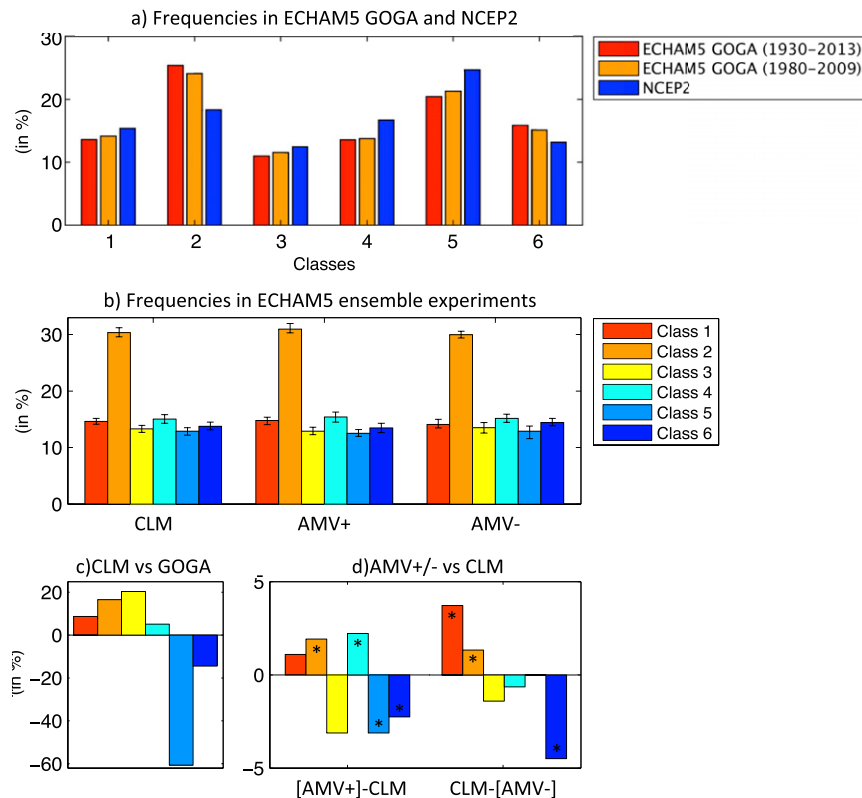 a) Frequencies in ECHAM5 GOGA and NCEP2
30
20
10
0
(in %)
1 2 3 4 5 6
Classes
ECHAM5 GOGA (1930-2013)
ECHAM5 GOGA (1980-2009)
NCEP2
b) Frequencies in ECHAM5 ensemble experiments
30
20
10
0
(in %)
CLM AMV+ AMV-
Class 1
Class 2
Class 3
Class 4
Class 5
Class 6
c)CLM vs GOGA
20
0
-20
-40
-60
(in %)
d)AMV+/- vs CLM
5
0
-5
* * * *
* * *
[AMV+]-CLM CLM-[AMV-]